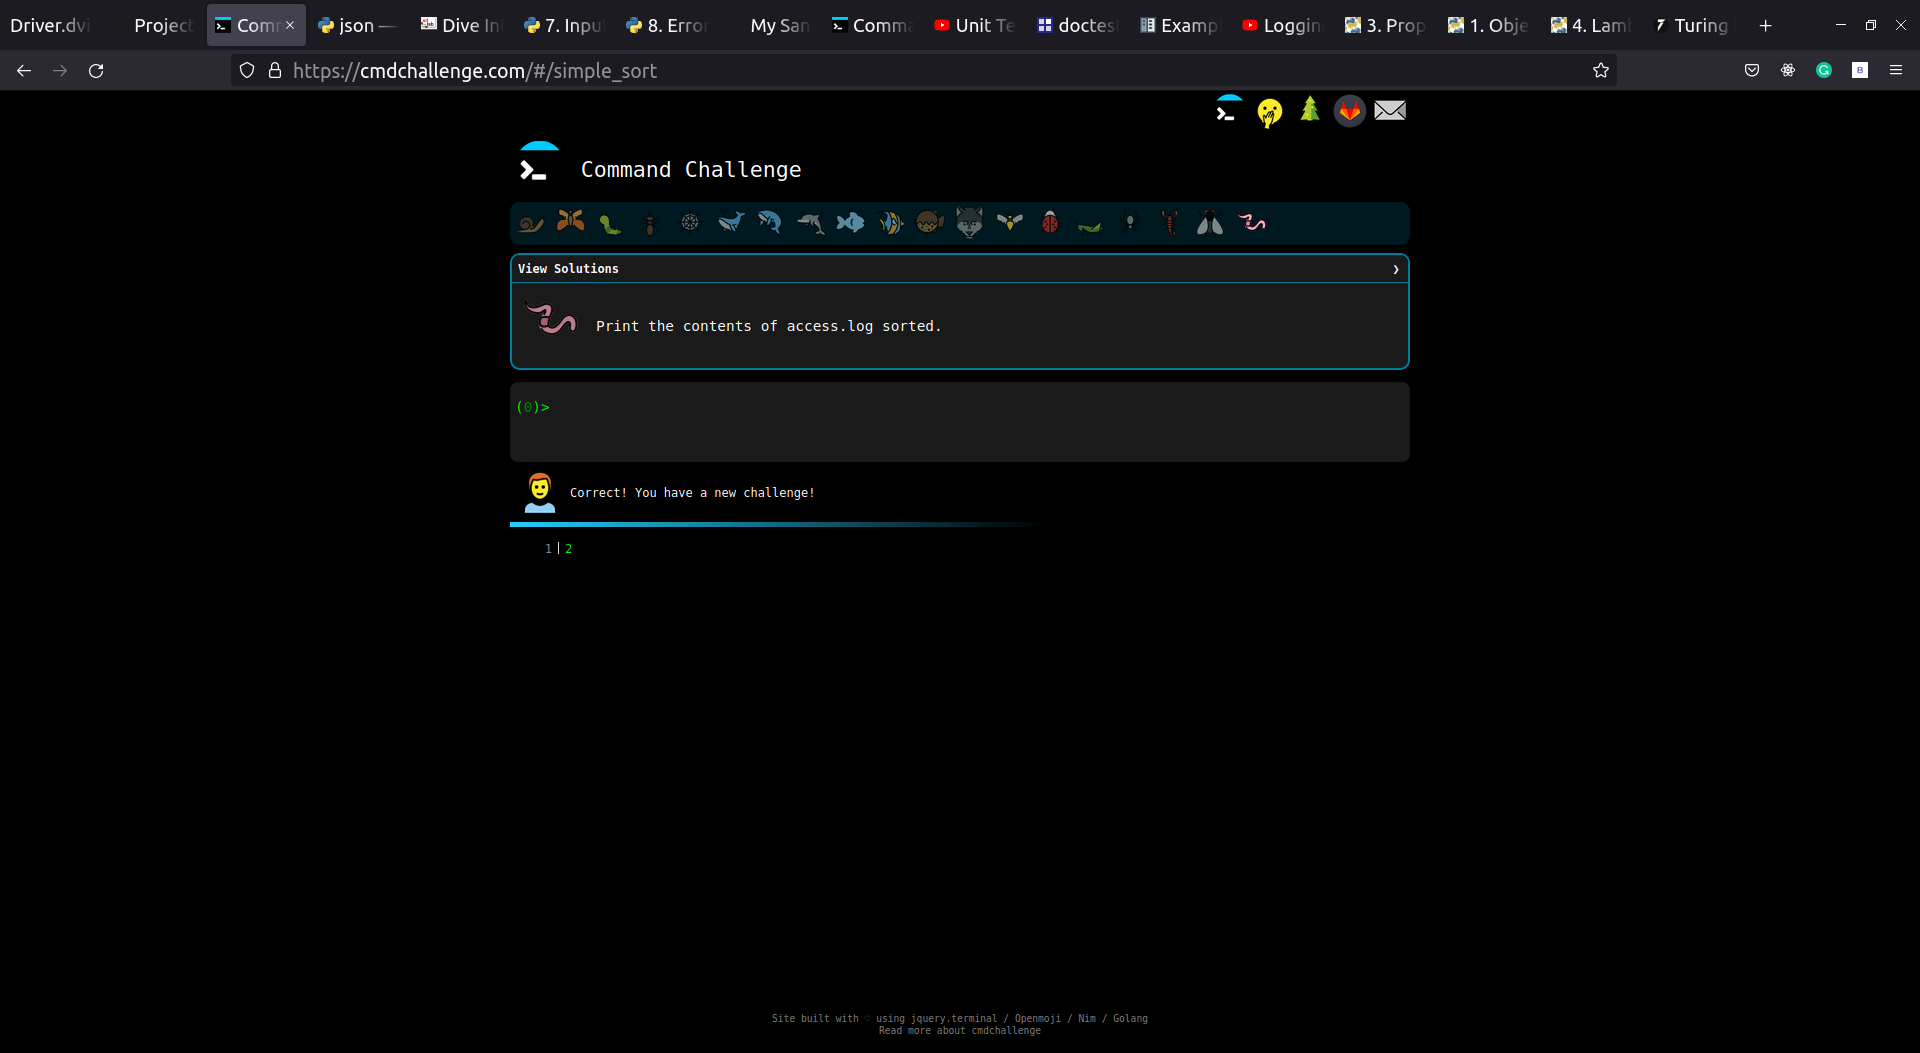 Driver.dvi
Project
Comm
json —
Dive In
7. Inpu
8. Error
My San
Comma
Unit Te
doctes
Examp
Loggin
3. Prop
1. Obje
4. Lamb
Turing
https://cmdchallenge.com/#/simple_sort
Command Challenge
View Solutions
Print the contents of access.log sorted.
(0)>
Correct! You have a new challenge!
1 | 2
Site built with ♡ using jquery.terminal / Openmoji / Nim / Golang
Read more about cmdchallenge